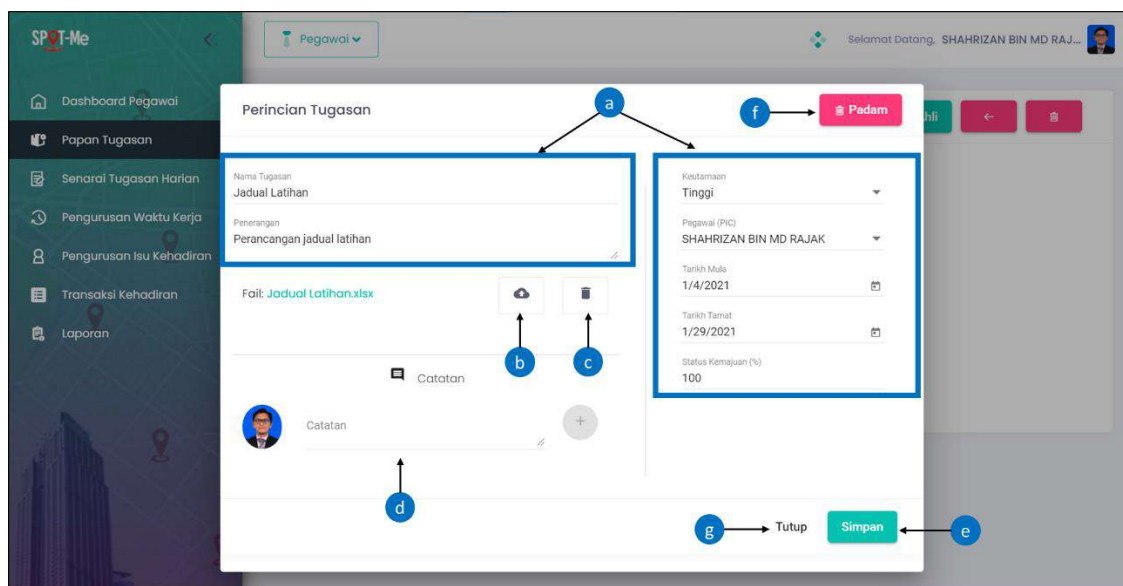 SPOT-Me
Pegawai
Selamat Datang, SHAHRIZAN BIN MD RAJ...
Dashboard Pegawai
Papan Tugasan
Senarai Tugasan Harian
Pengurusan Waktu Kerja
Pengurusan Isu Kehadiran
Transaksi Kehadiran
Laporan
Perincian Tugasan
a
f
Padam
hli
Nama Tugasan
Jadual Latihan
Penerangan
Perancangan jadual latihan
Keutamaan
Tinggi
Pegawai (PIC)
SHAHRIZAN BIN MD RAJAK
Tarikh Mula
1/4/2021
Tarikh Tamat
1/29/2021
Status Kemajuan (%)
100
Fail: Jadual Latihan.xlsx
b
c
Catatan
Catatan
+
d
g
Tutup
Simpan
e